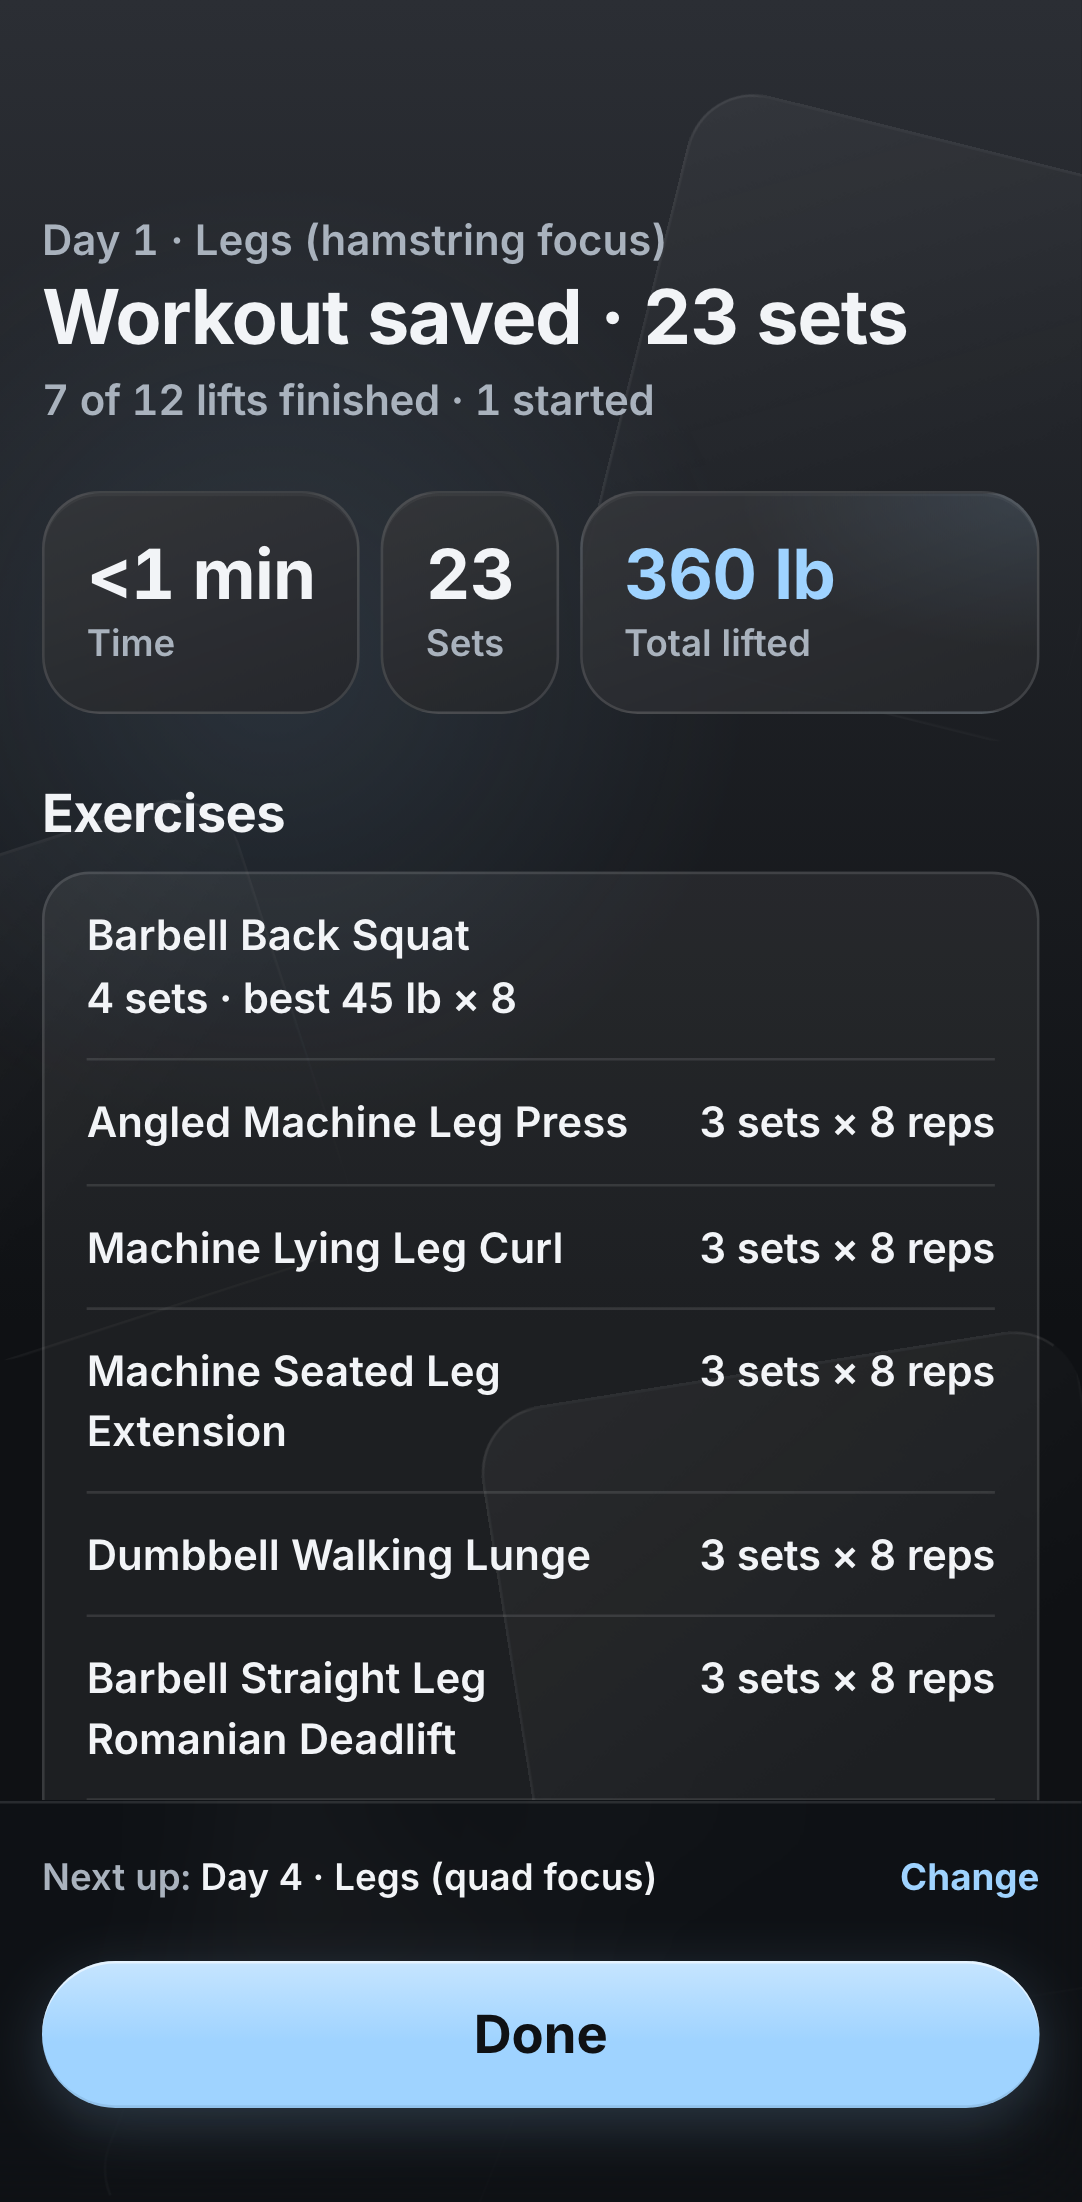 Day 1 · Legs (hamstring focus)
Workout saved · 23 sets
7 of 12 lifts finished · 1 started
<1 min
Time
23
Sets
360 lb
Total lifted
Exercises
Barbell Back Squat
4 sets · best 45 lb × 8
Angled Machine Leg Press 3 sets × 8 reps
Machine Lying Leg Curl 3 sets × 8 reps
Machine Seated Leg 3 sets × 8 reps
Extension
Dumbbell Walking Lunge 3 sets × 8 reps
Barbell Straight Leg 3 sets × 8 reps
Romanian Deadlift
Next up: Day 4 · Legs (quad focus) Change
Done